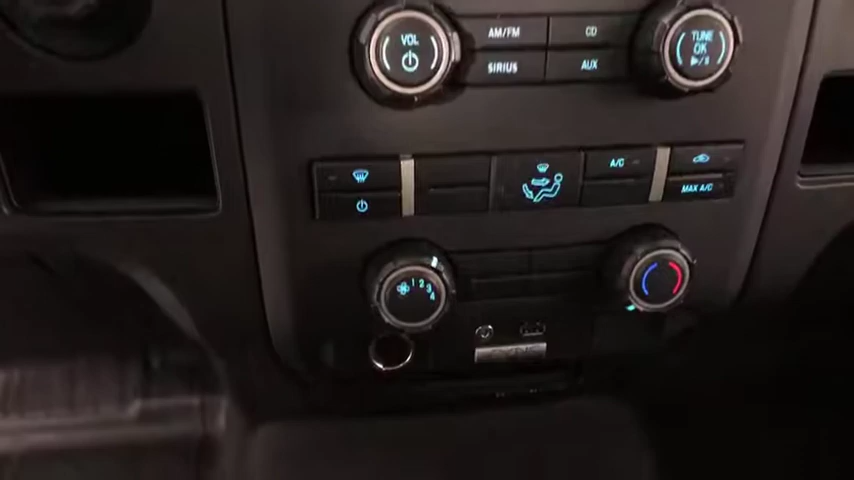 VOL
AM/FM
CD
SIRIUS
AUX
TUNE
OK
A/C
MAX A/C
1 2 3 4